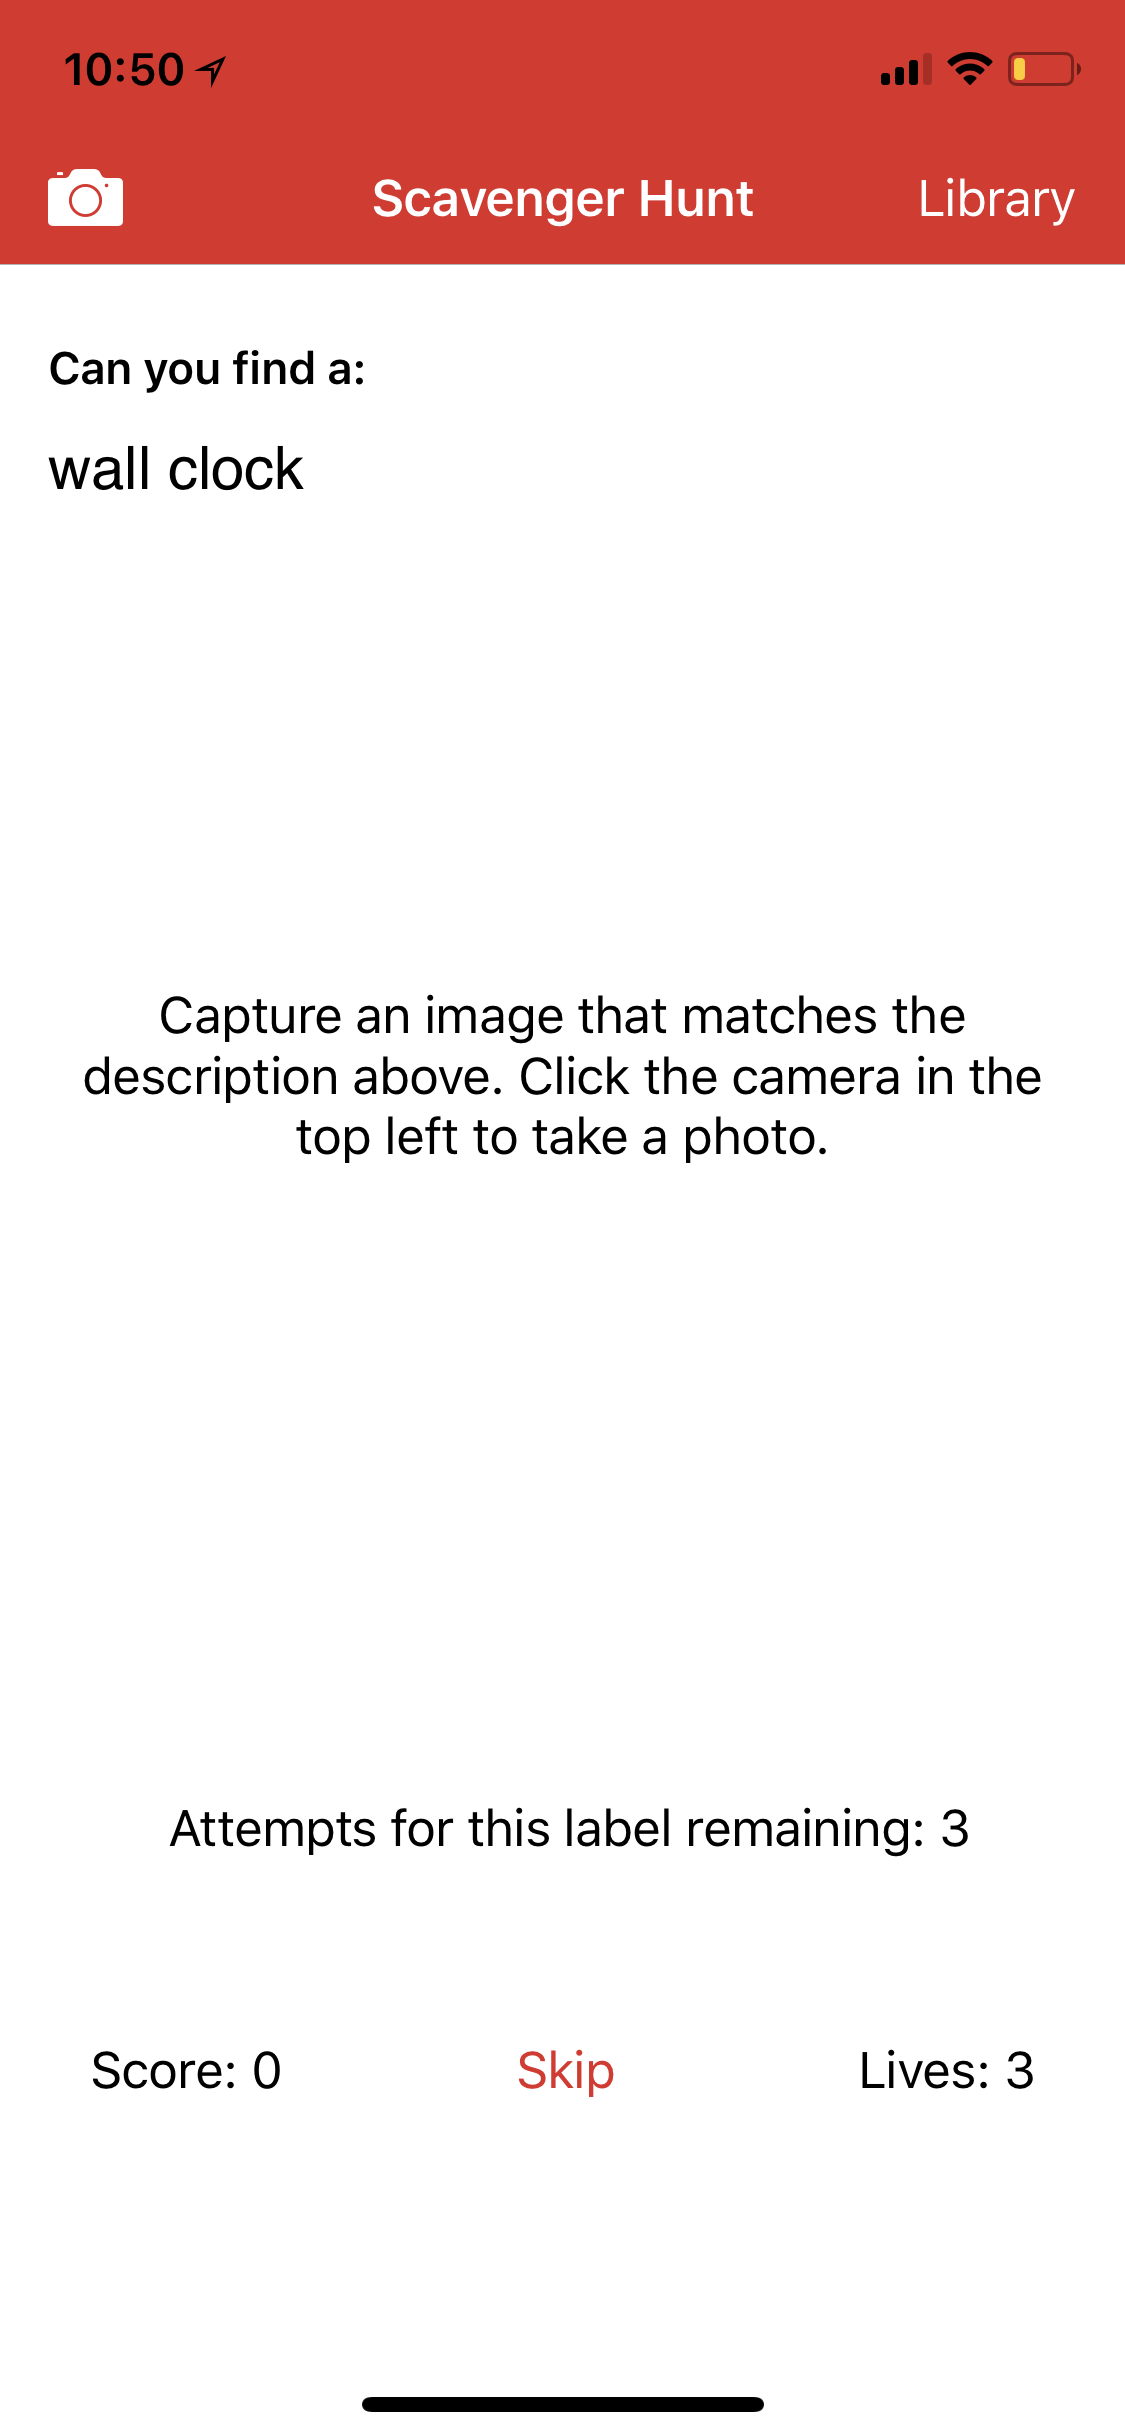 10:50
Scavenger Hunt
Library
Can you find a:
wall clock
Capture an image that matches the
description above. Click the camera in the
top left to take a photo.
Attempts for this label remaining: 3
Score: 0
Skip
Lives: 3